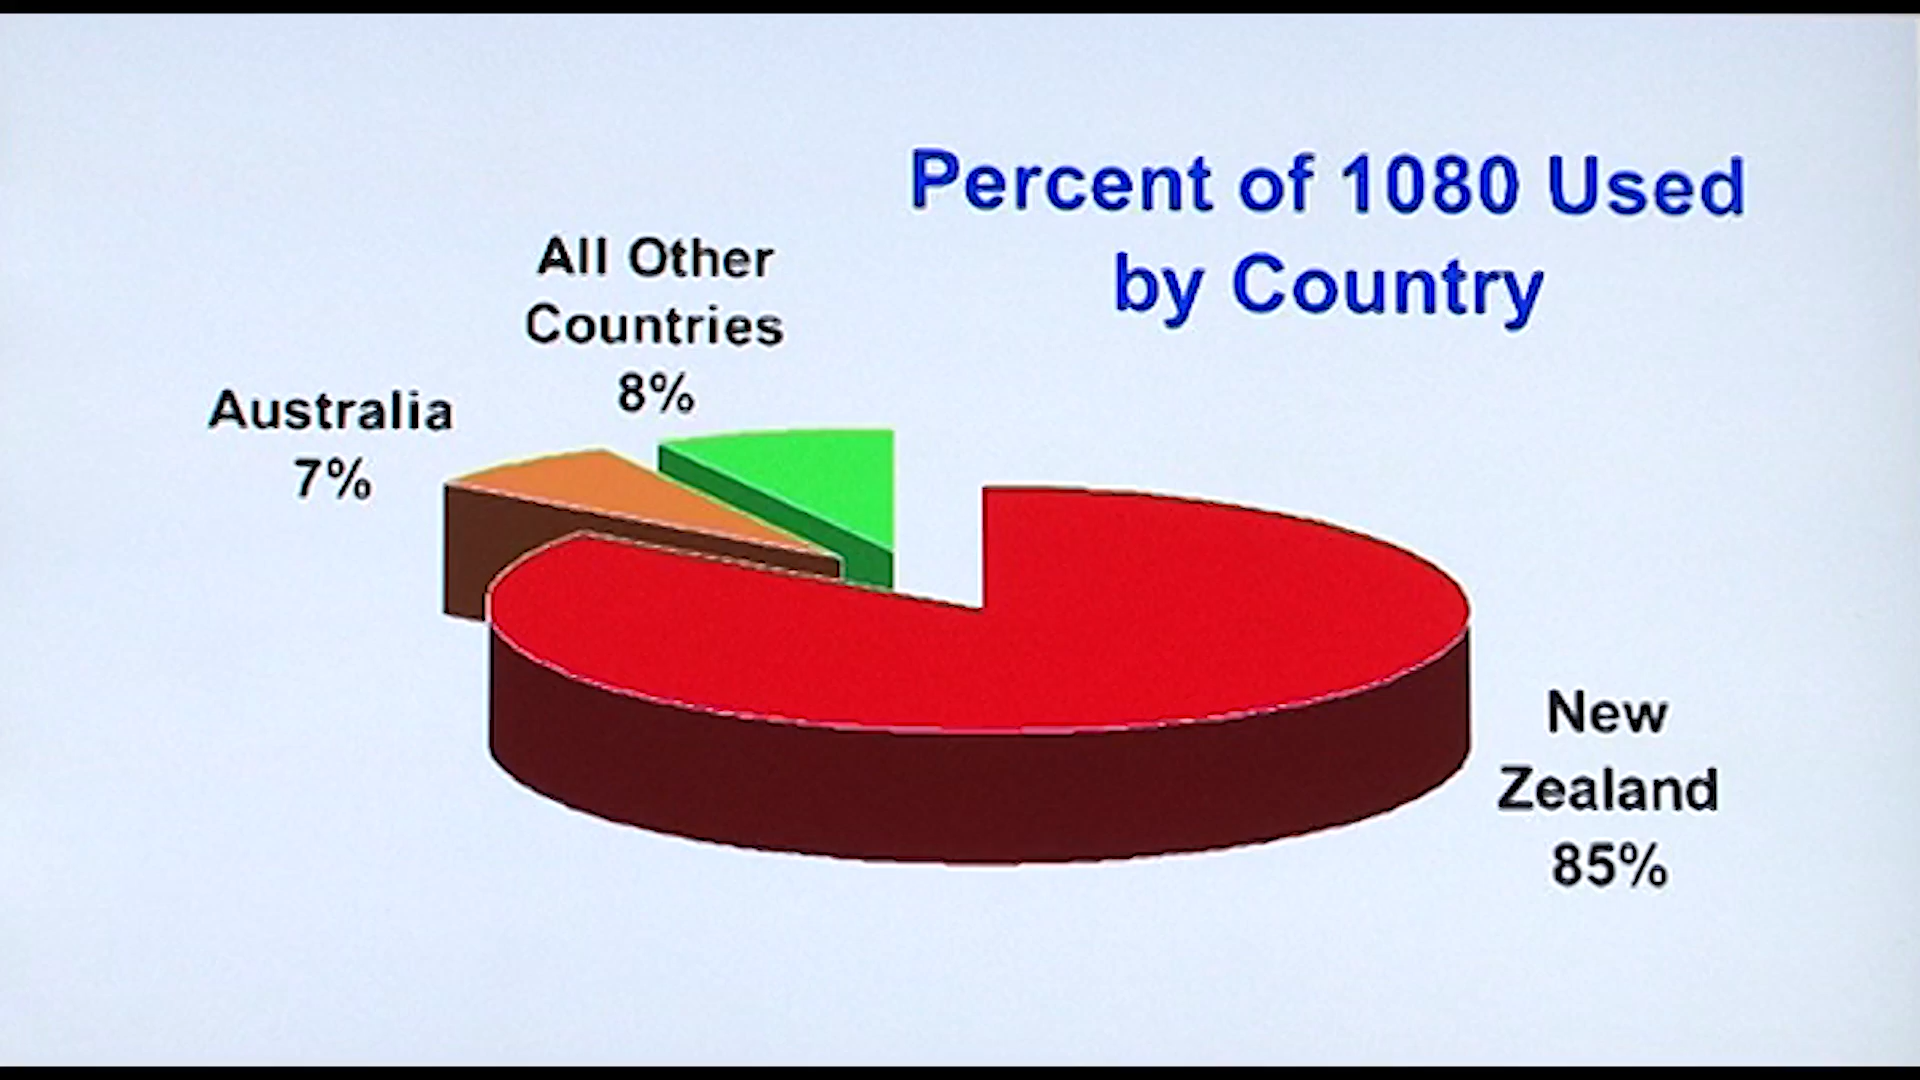 Percent of 1080 Used
by Country
All Other
Countries
8%
Australia
7%
New
Zealand
85%